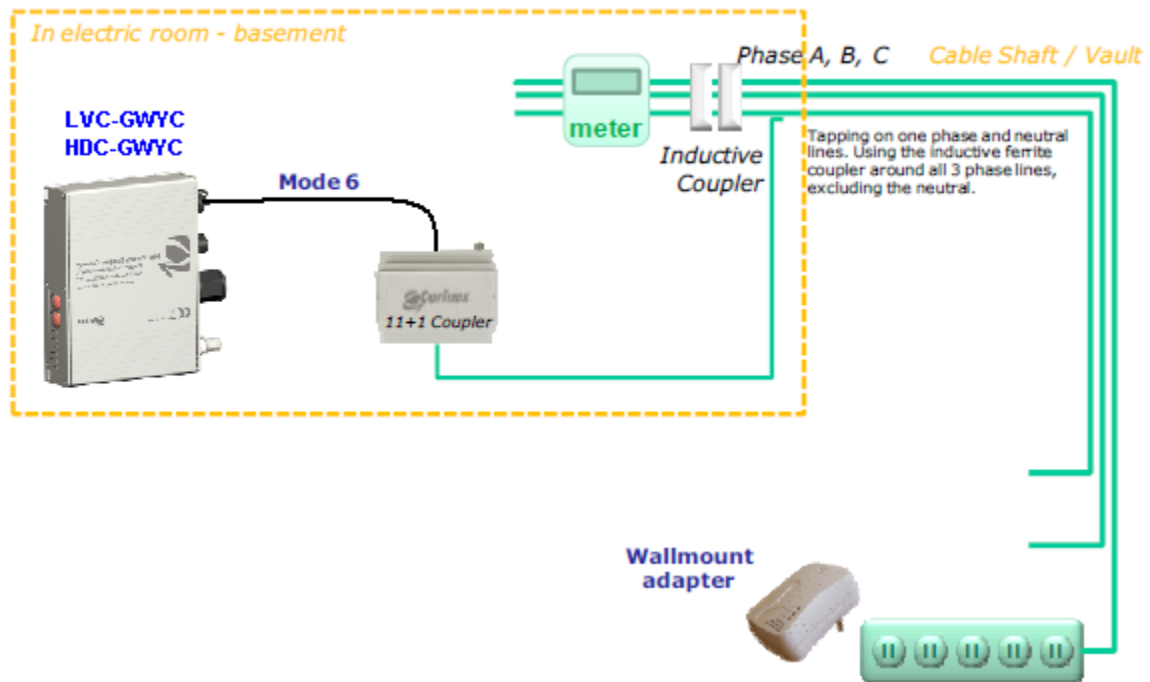 In electric room - basement
Phase A, B, C
Cable Shaft / Vault
LVC-GWYC
HDC-GWYC
meter
Mode 6
Inductive
Coupler
Tapping on one phase and neutral
lines. Using the inductive ferrite
coupler around all 3 phase lines,
excluding the neutral.
11+1 Coupler
Wallmount
adapter